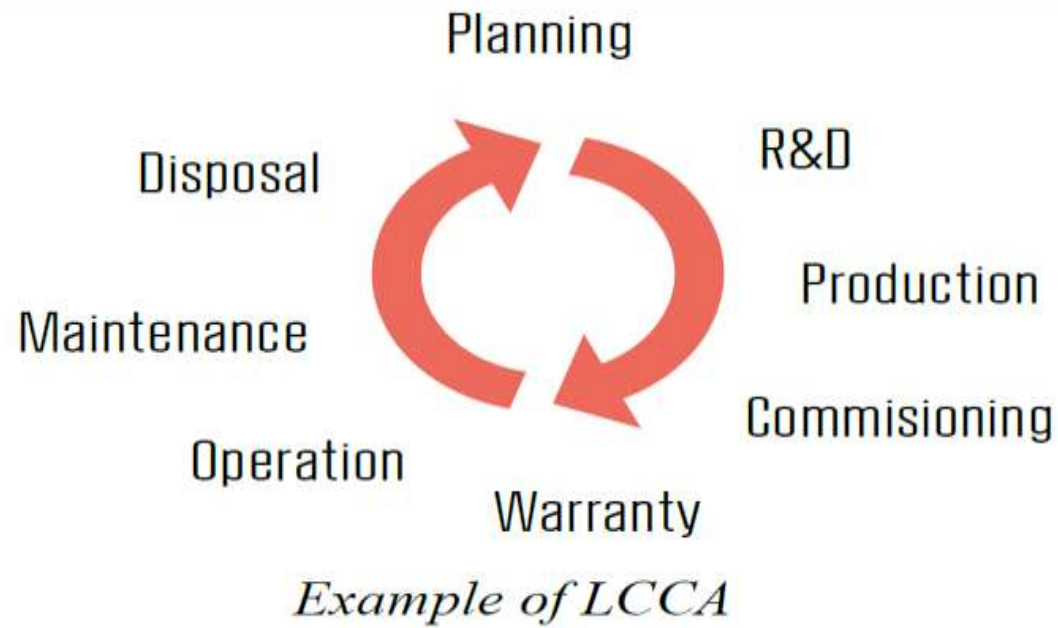 Planning
R&D
Production
Commisioning
Warranty
Operation
Maintenance
Disposal
Example of LCCA